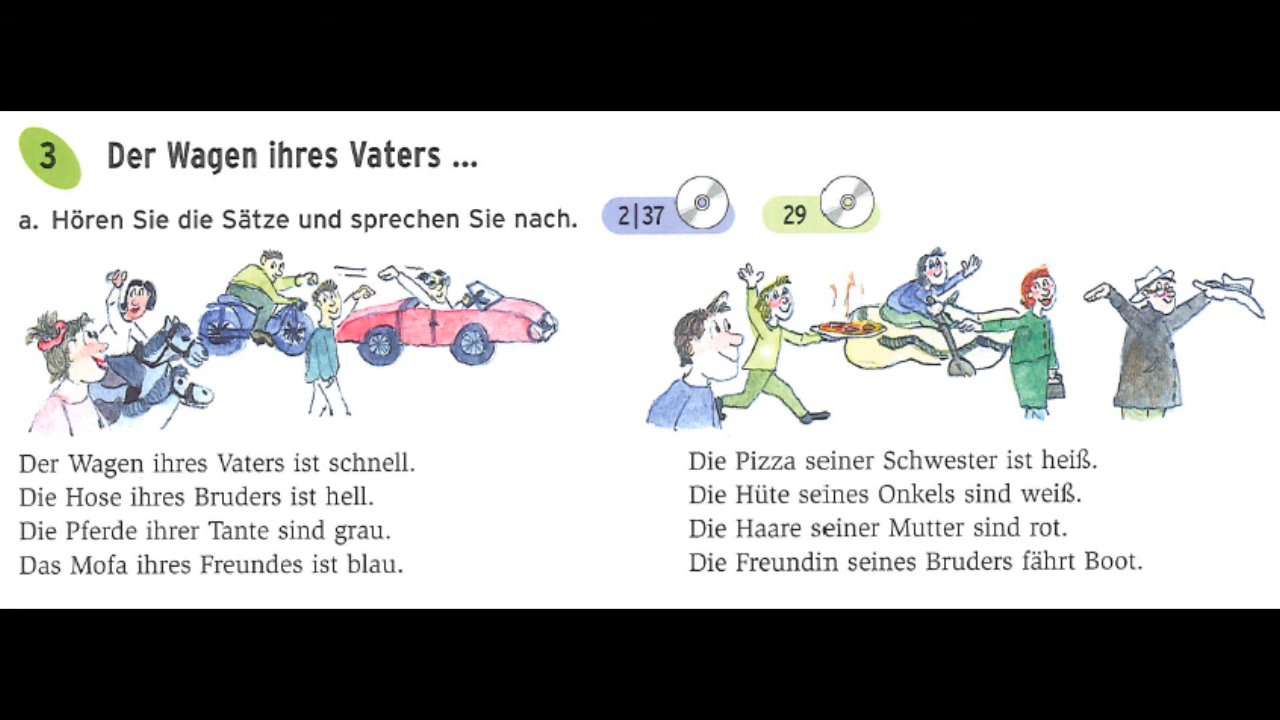 3 Der Wagen ihres Vaters ...
a. Hören Sie die Sätze und sprechen Sie nach. 2|37 29
Der Wagen ihres Vaters ist schnell.
Die Hose ihres Bruders ist hell.
Die Pferde ihrer Tante sind grau.
Das Mofa ihres Freundes ist blau.
Die Pizza seiner Schwester ist heiß.
Die Hüte seines Onkels sind weiß.
Die Haare seiner Mutter sind rot.
Die Freundin seines Bruders fährt Boot.